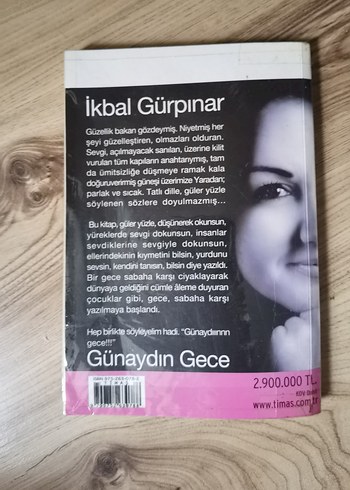 İkbal Gürpınar
Güzellik bakan gözdeymiş. Niyetmiş her
şeyi güzelleştiren, olmazları olduran.
Sevgi, açılmayacak sanılan, üzerine kilit
vurulan tüm kapıların anahtarıymış, tam
da ümitsizliğe düşmeye ramak kala
doğuruverirmiş güneşi üzerimize Yaradan;
parlak ve sıcak. Tatlı dille, güler yüzle
söylenen sözlere doyulmazmış...
Bu kitap, güler yüzle, düşünerek okunsun,
yüreklerde sevgi dokunsun, insanlar
sevdiklerine sevgiyle dokunsun,
ellerindekinin kıymetini bilsin, yurdunu
sevsin, kendini tanısın, bilsin diye yazıldı.
Bir gece sabaha karşı ciyaklayarak
dünyaya geldiğini cümle âleme duyuran
çocuklar gibi, gece, sabaha karşı
yazılmaya başlandı.
Hep birlikte söyleyelim hadi. "Günaydınnnn
gece!!!"
Günaydın Gece
2.900.000 TL.
www.timas.com.tr